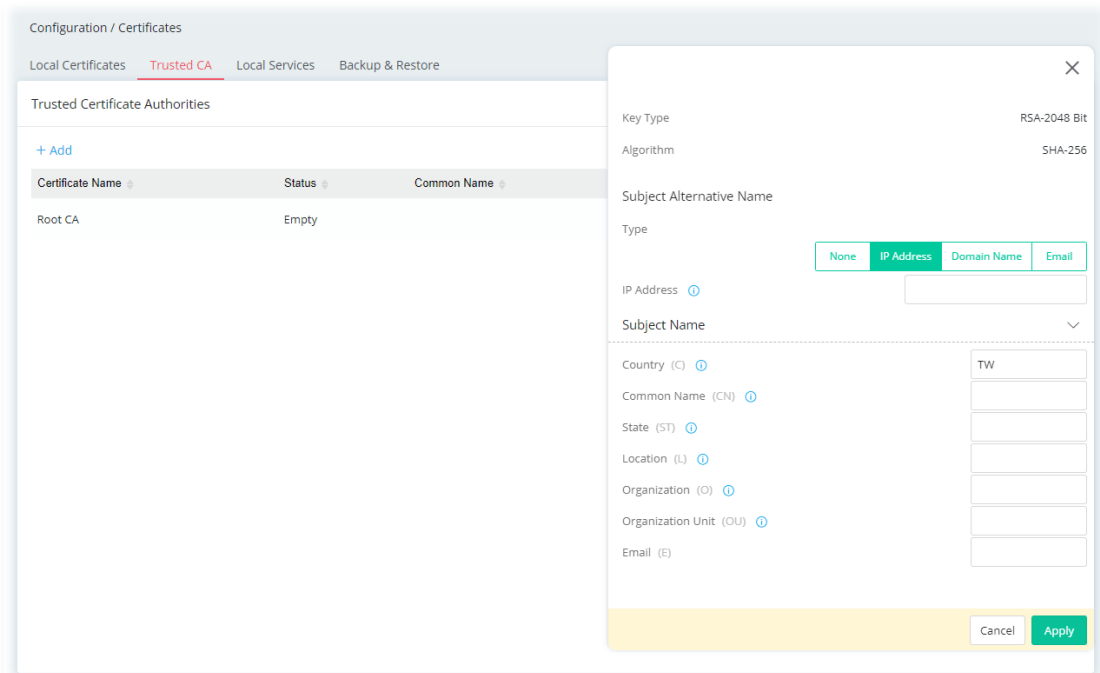 Configuration / Certificates
Local Certificates Trusted CA Local Services Backup & Restore
Trusted Certificate Authorities
+ Add
Certificate Name Status Common Name
Root CA Empty
Key Type RSA-2048 Bit
Algorithm SHA-256
Subject Alternative Name
Type
None IP Address Domain Name Email
IP Address
Subject Name
Country (C) TW
Common Name (CN)
State (ST)
Location (L)
Organization (O)
Organization Unit (OU)
Email (E)
Cancel Apply